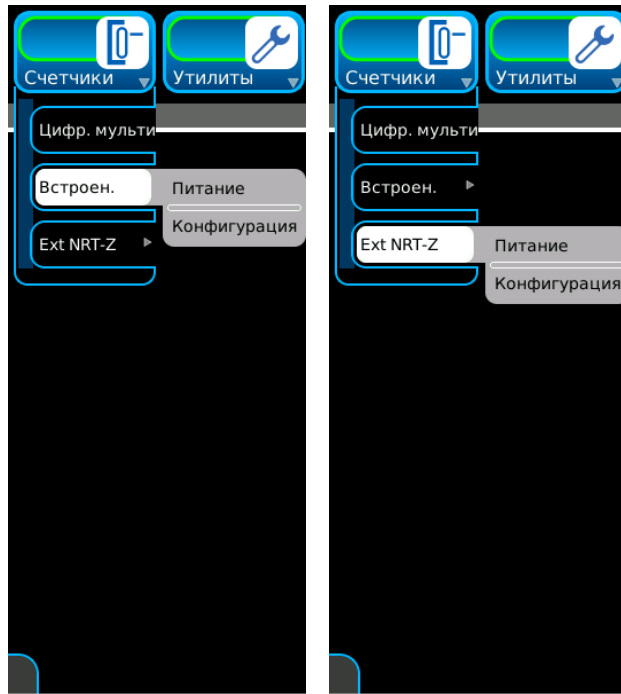 Счетчики
Утилиты
Цифр. мульти
Встроен.
Питание
Конфигурация
Ext NRT-Z
Счетчики
Утилиты
Цифр. мульти
Встроен.
Ext NRT-Z
Питание
Конфигурация